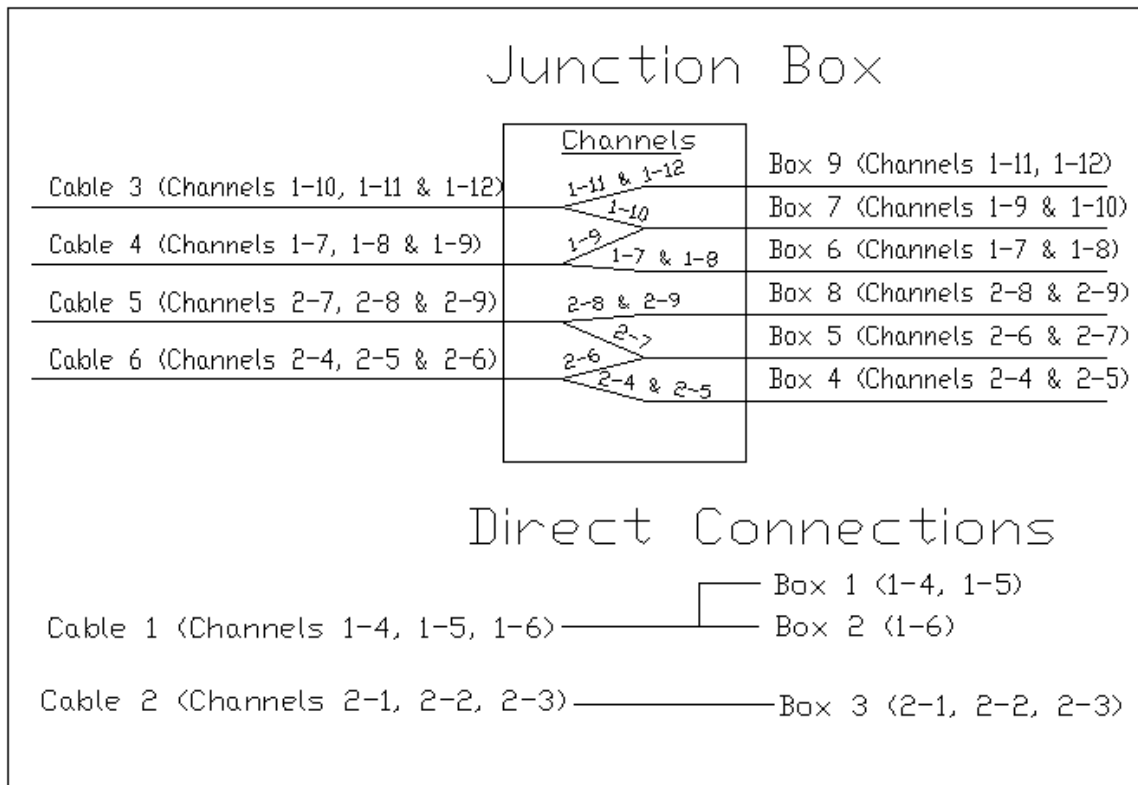 Junction Box
Channels
Cable 3 (Channels 1-10, 1-11 & 1-12)
Cable 4 (Channels 1-7, 1-8 & 1-9)
Cable 5 (Channels 2-7, 2-8 & 2-9)
Cable 6 (Channels 2-4, 2-5 & 2-6)
1-11 & 1-12
1-10
1-9
1-7 & 1-8
2-8 & 2-9
2-7
2-6
2-4 & 2-5
Box 9 (Channels 1-11, 1-12)
Box 7 (Channels 1-9 & 1-10)
Box 6 (Channels 1-7 & 1-8)
Box 8 (Channels 2-8 & 2-9)
Box 5 (Channels 2-6 & 2-7)
Box 4 (Channels 2-4 & 2-5)
Direct Connections
Cable 1 (Channels 1-4, 1-5, 1-6)
Box 1 (1-4, 1-5)
Box 2 (1-6)
Cable 2 (Channels 2-1, 2-2, 2-3)
Box 3 (2-1, 2-2, 2-3)